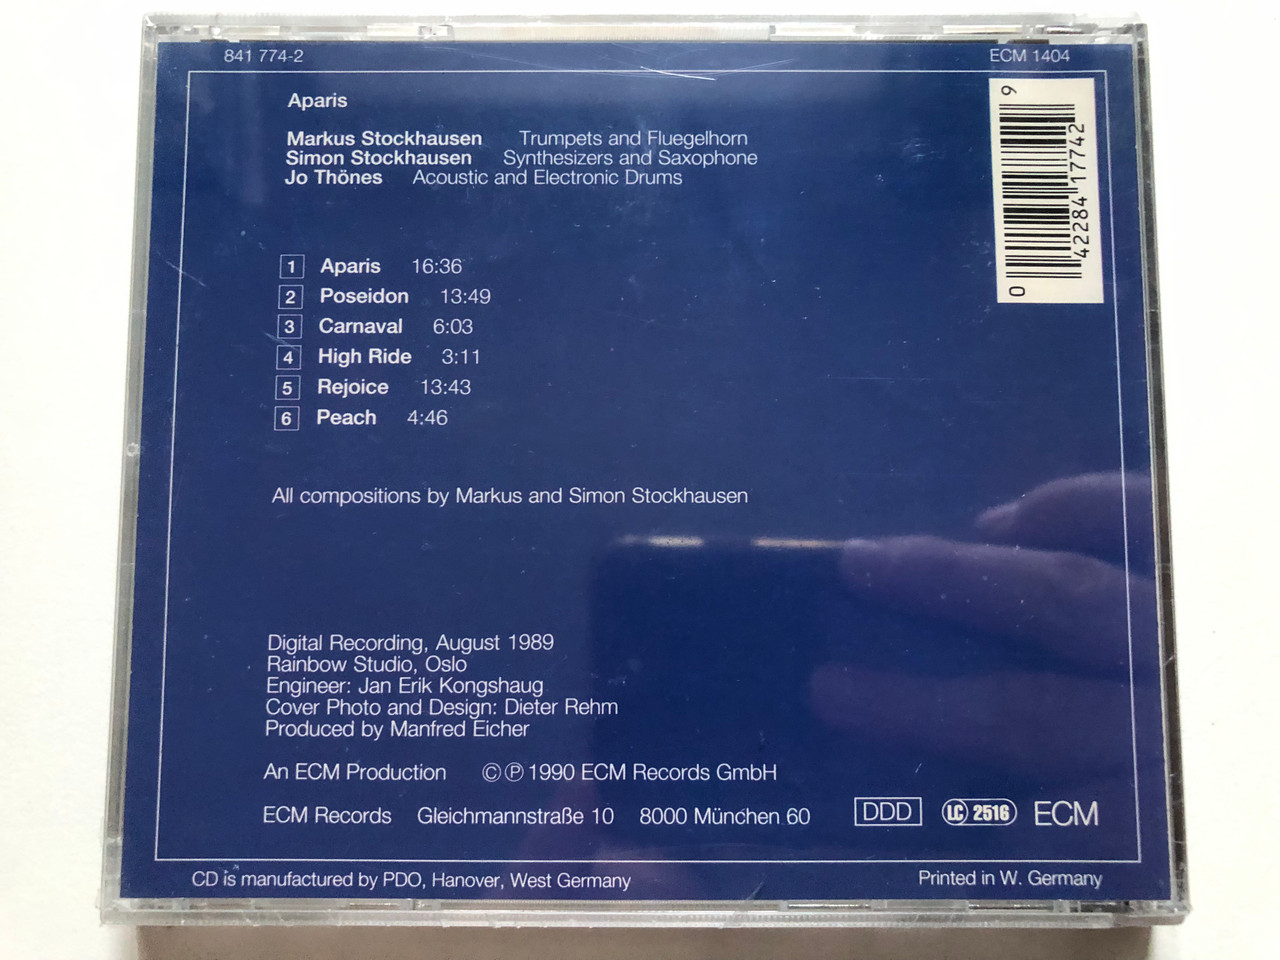 841 774-2 ECM 1404
Aparis
Markus Stockhausen Trumpets and Fluegelhorn
Simon Stockhausen Synthesizers and Saxophone
Jo Thönes Acoustic and Electronic Drums
0 42284 17742 9
1 Aparis 16:36
2 Poseidon 13:49
3 Carnaval 6:03
4 High Ride 3:11
5 Rejoice 13:43
6 Peach 4:46
All compositions by Markus and Simon Stockhausen
Digital Recording, August 1989
Rainbow Studio, Oslo
Engineer: Jan Erik Kongshaug
Cover Photo and Design: Dieter Rehm
Produced by Manfred Eicher
An ECM Production ©℗ 1990 ECM Records GmbH
ECM Records Gleichmannstraße 10 8000 München 60 DDD LC 2516 ECM
CD is manufactured by PDO, Hanover, West Germany Printed in W. Germany